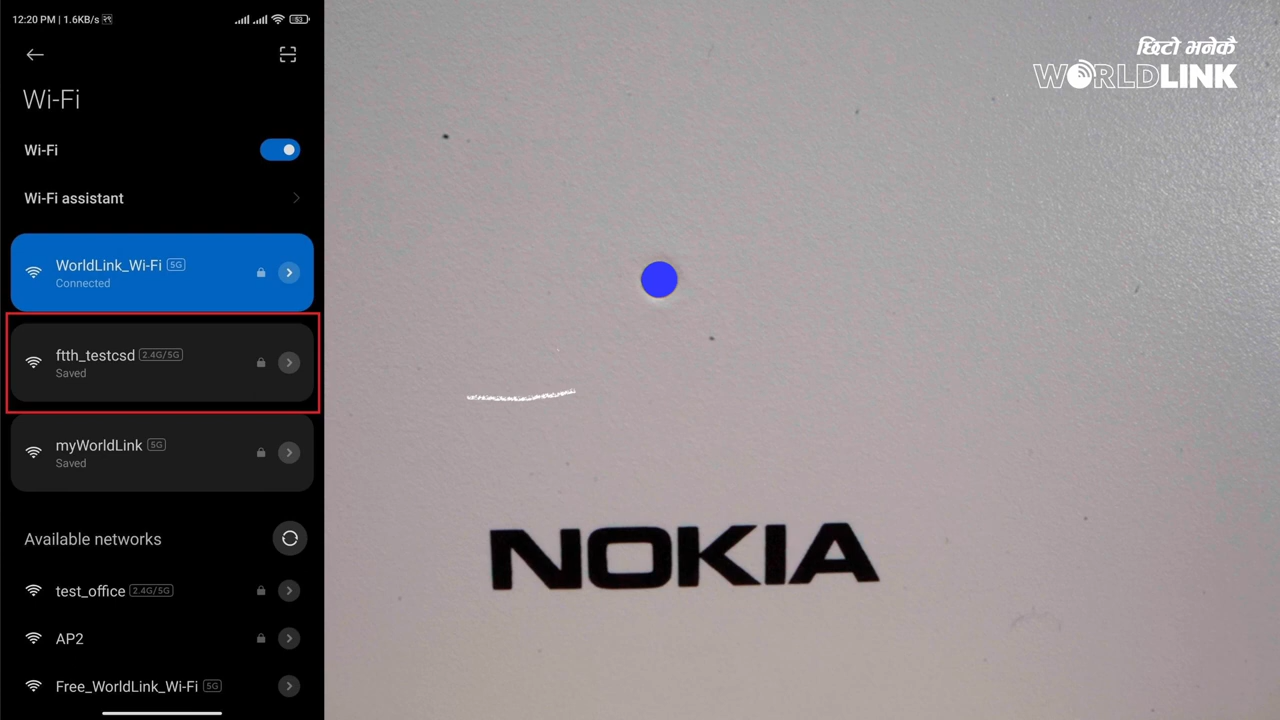 12:20 PM | 1.6KB/s
53
Wi-Fi
Wi-Fi
Wi-Fi assistant
WorldLink_Wi-Fi 5G
Connected
ftth_testcsd 2.4G/5G
Saved
myWorldLink 5G
Saved
Available networks
test_office 2.4G/5G
AP2
Free_WorldLink_Wi-Fi 5G
छिटो भनेकै
WORLDLINK
NOKIA